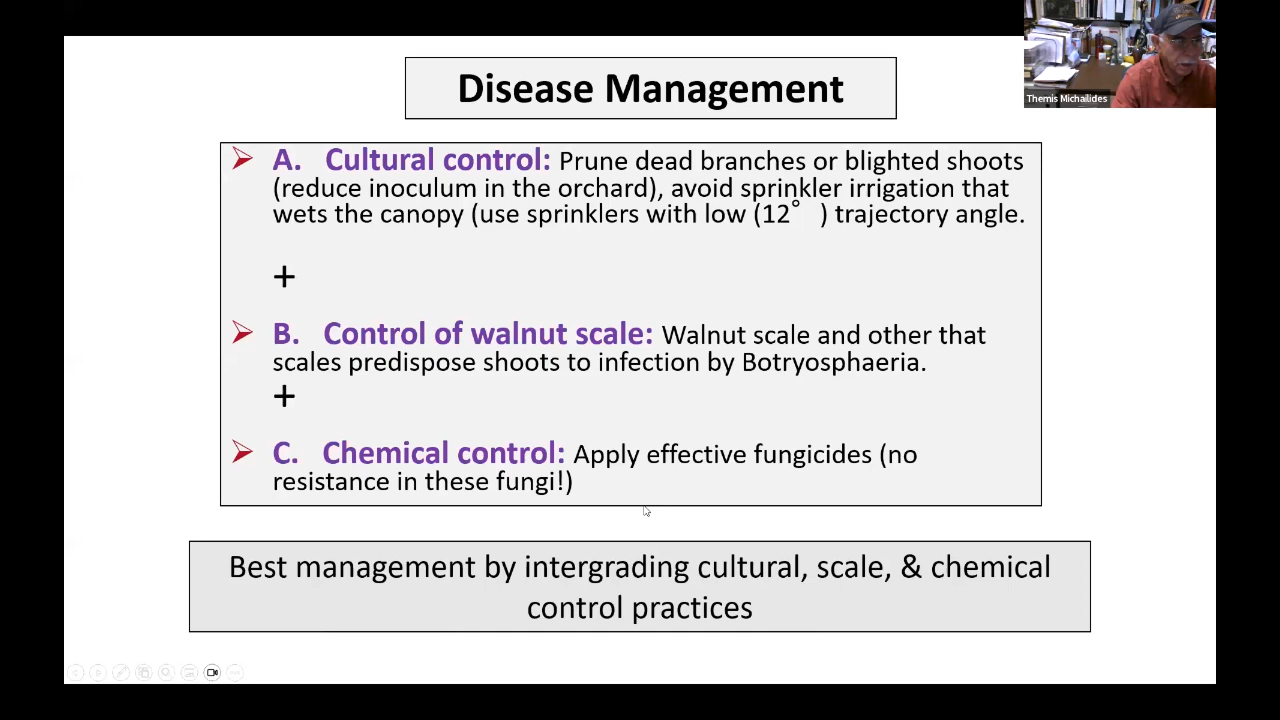 Disease Management
Themis Michailides
➢ A. Cultural control: Prune dead branches or blighted shoots
(reduce inoculum in the orchard), avoid sprinkler irrigation that
wets the canopy (use sprinklers with low (12° ) trajectory angle.
+
➢ B. Control of walnut scale: Walnut scale and other that
scales predispose shoots to infection by Botryosphaeria.
+
➢ C. Chemical control: Apply effective fungicides (no
resistance in these fungi!)
Best management by intergrading cultural, scale, & chemical
control practices